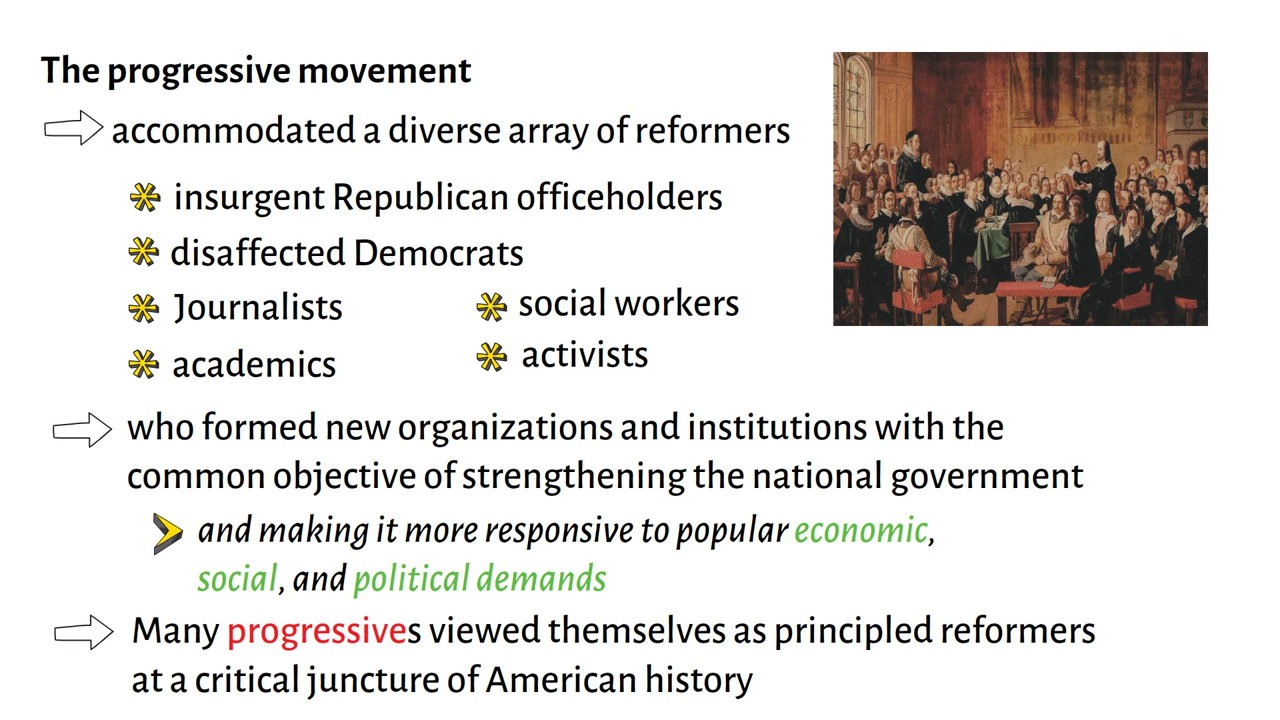 The progressive movement
accommodated a diverse array of reformers
insurgent Republican officeholders
disaffected Democrats
Journalists
social workers
academics
activists
who formed new organizations and institutions with the
common objective of strengthening the national government
and making it more responsive to popular economic,
social, and political demands
Many progressives viewed themselves as principled reformers
at a critical juncture of American history